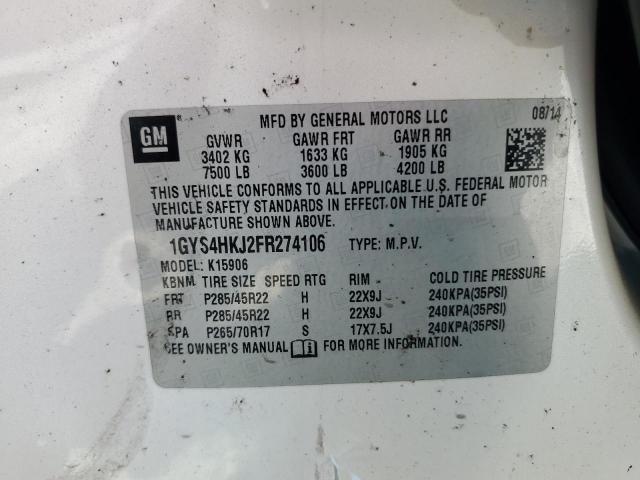 MFD BY GENERAL MOTORS LLC 08/14
GM
GVWR GAWR FRT GAWR RR
3402 KG 1633 KG 1905 KG
7500 LB 3600 LB 4200 LB
THIS VEHICLE CONFORMS TO ALL APPLICABLE U.S. FEDERAL MOTOR
VEHICLE SAFETY STANDARDS IN EFFECT ON THE DATE OF
MANUFACTURE SHOWN ABOVE.
1GYS4HKJ2FR274106 TYPE: M.P.V.
MODEL: K15906
KBNM TIRE SIZE SPEED RTG RIM COLD TIRE PRESSURE
FRT P285/45R22 H 22X9J 240KPA(35PSI)
RR P285/45R22 H 22X9J 240KPA(35PSI)
SPA P265/70R17 S 17X7.5J 240KPA(35PSI)
SEE OWNER'S MANUAL FOR MORE INFORMATION.